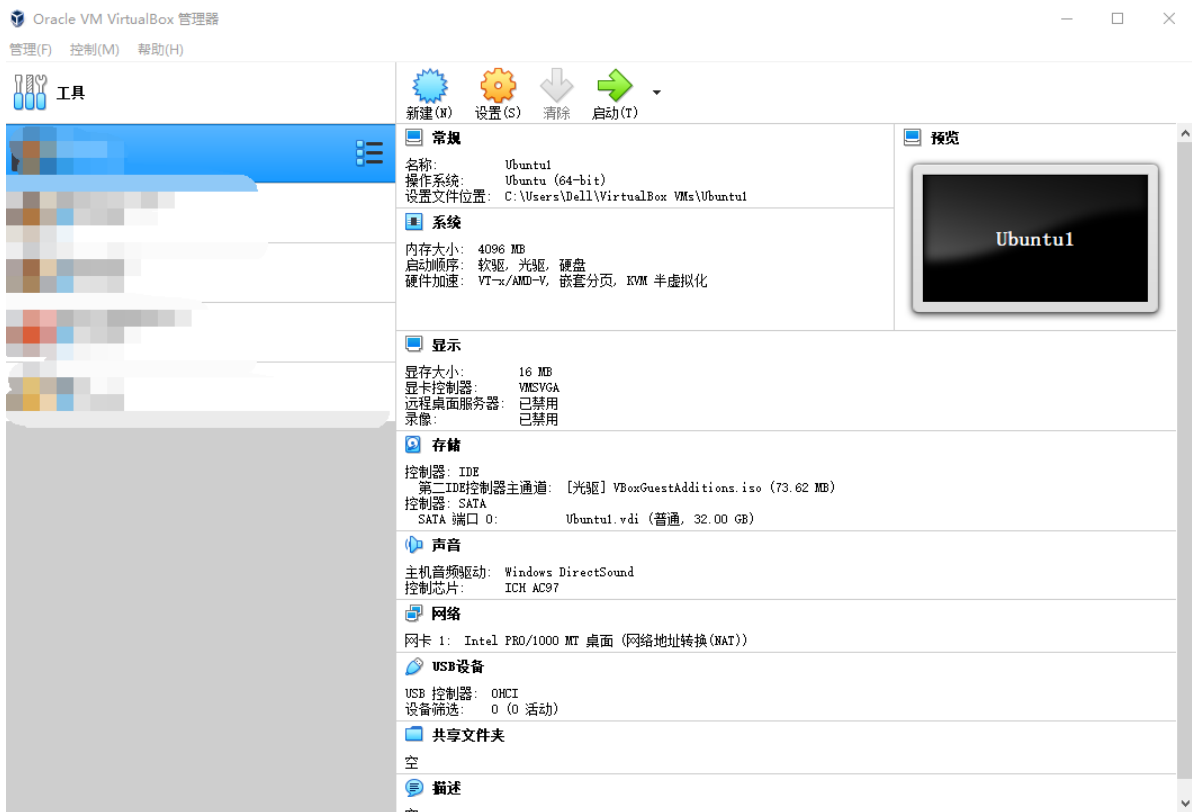 Oracle VM VirtualBox 管理器
管理(F) 控制(M) 帮助(H)
工具
新建(N) 设置(S) 清除 启动(T)
常规
名称: Ubuntu1
操作系统: Ubuntu (64-bit)
设置文件位置: C:\Users\Dell\VirtualBox VMs\Ubuntu1
预览
Ubuntu1
系统
内存大小: 4096 MB
启动顺序: 软驱, 光驱, 硬盘
硬件加速: VT-x/AMD-V, 嵌套分页, KVM 半虚拟化
显示
显存大小: 16 MB
显卡控制器: VMSVGA
远程桌面服务器: 已禁用
录像: 已禁用
存储
控制器: IDE
第二IDE控制器主通道: [光驱] VBoxGuestAdditions.iso (73.62 MB)
控制器: SATA
SATA 端口 0: Ubuntu1.vdi (普通, 32.00 GB)
声音
主机音频驱动: Windows DirectSound
控制芯片: ICH AC97
网络
网卡 1: Intel PRO/1000 MT 桌面 (网络地址转换(NAT))
USB设备
USB 控制器: OHCI
设备筛选: 0 (0 活动)
共享文件夹
空
描述